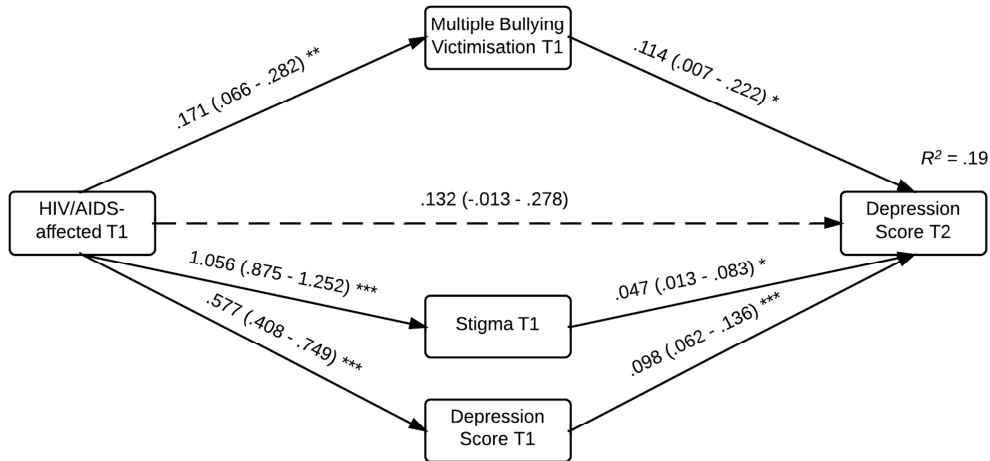 Multiple Bullying
Victimisation T1
.171 (.066 - .282) **
.114 (.007 - .222) *
R² = .19
HIV/AIDS-
affected T1
.132 (-.013 - .278)
Depression
Score T2
1.056 (.875 - 1.252) ***
.047 (.013 - .083) *
Stigma T1
.577 (.408 - .749) ***
.098 (.062 - .136) ***
Depression
Score T1